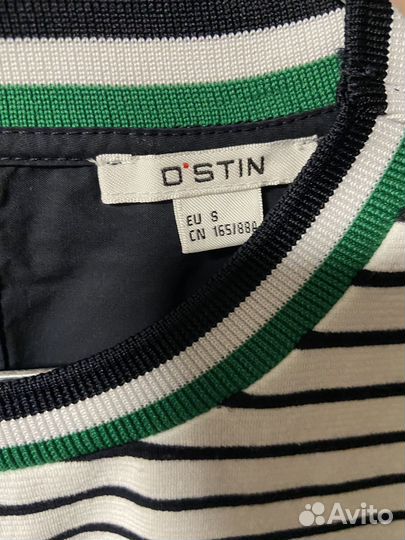 O'STIN
EU S
CN 165/88A
Avito